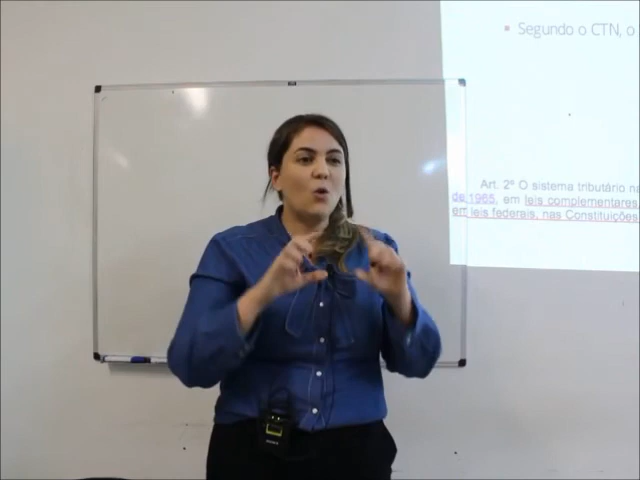 ▪ Segundo o CTN, o
Art. 2º O sistema tributário na
de 1965, em leis complementares,
em leis federais, nas Constituições